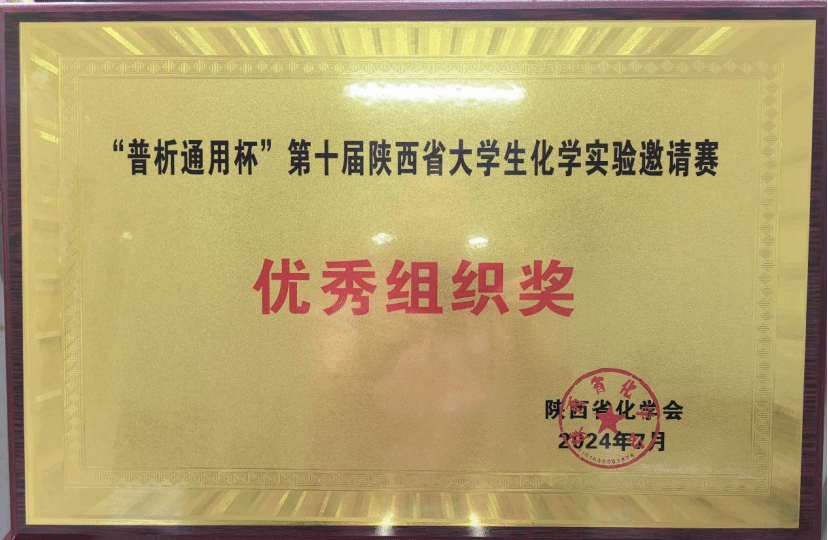 “普析通用杯”第十届陕西省大学生化学实验邀请赛
优秀组织奖
陕西省化学会
2024年7月